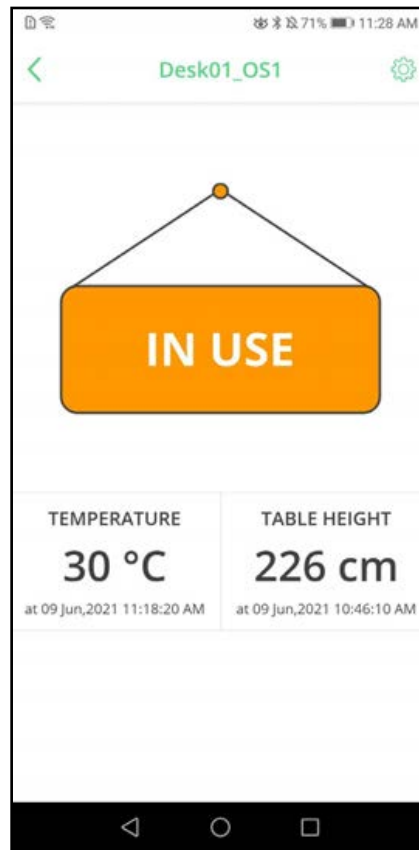 71% 11:28 AM
Desk01_OS1
IN USE
TEMPERATURE
30 °C
at 09 Jun,2021 11:18:20 AM
TABLE HEIGHT
226 cm
at 09 Jun,2021 10:46:10 AM